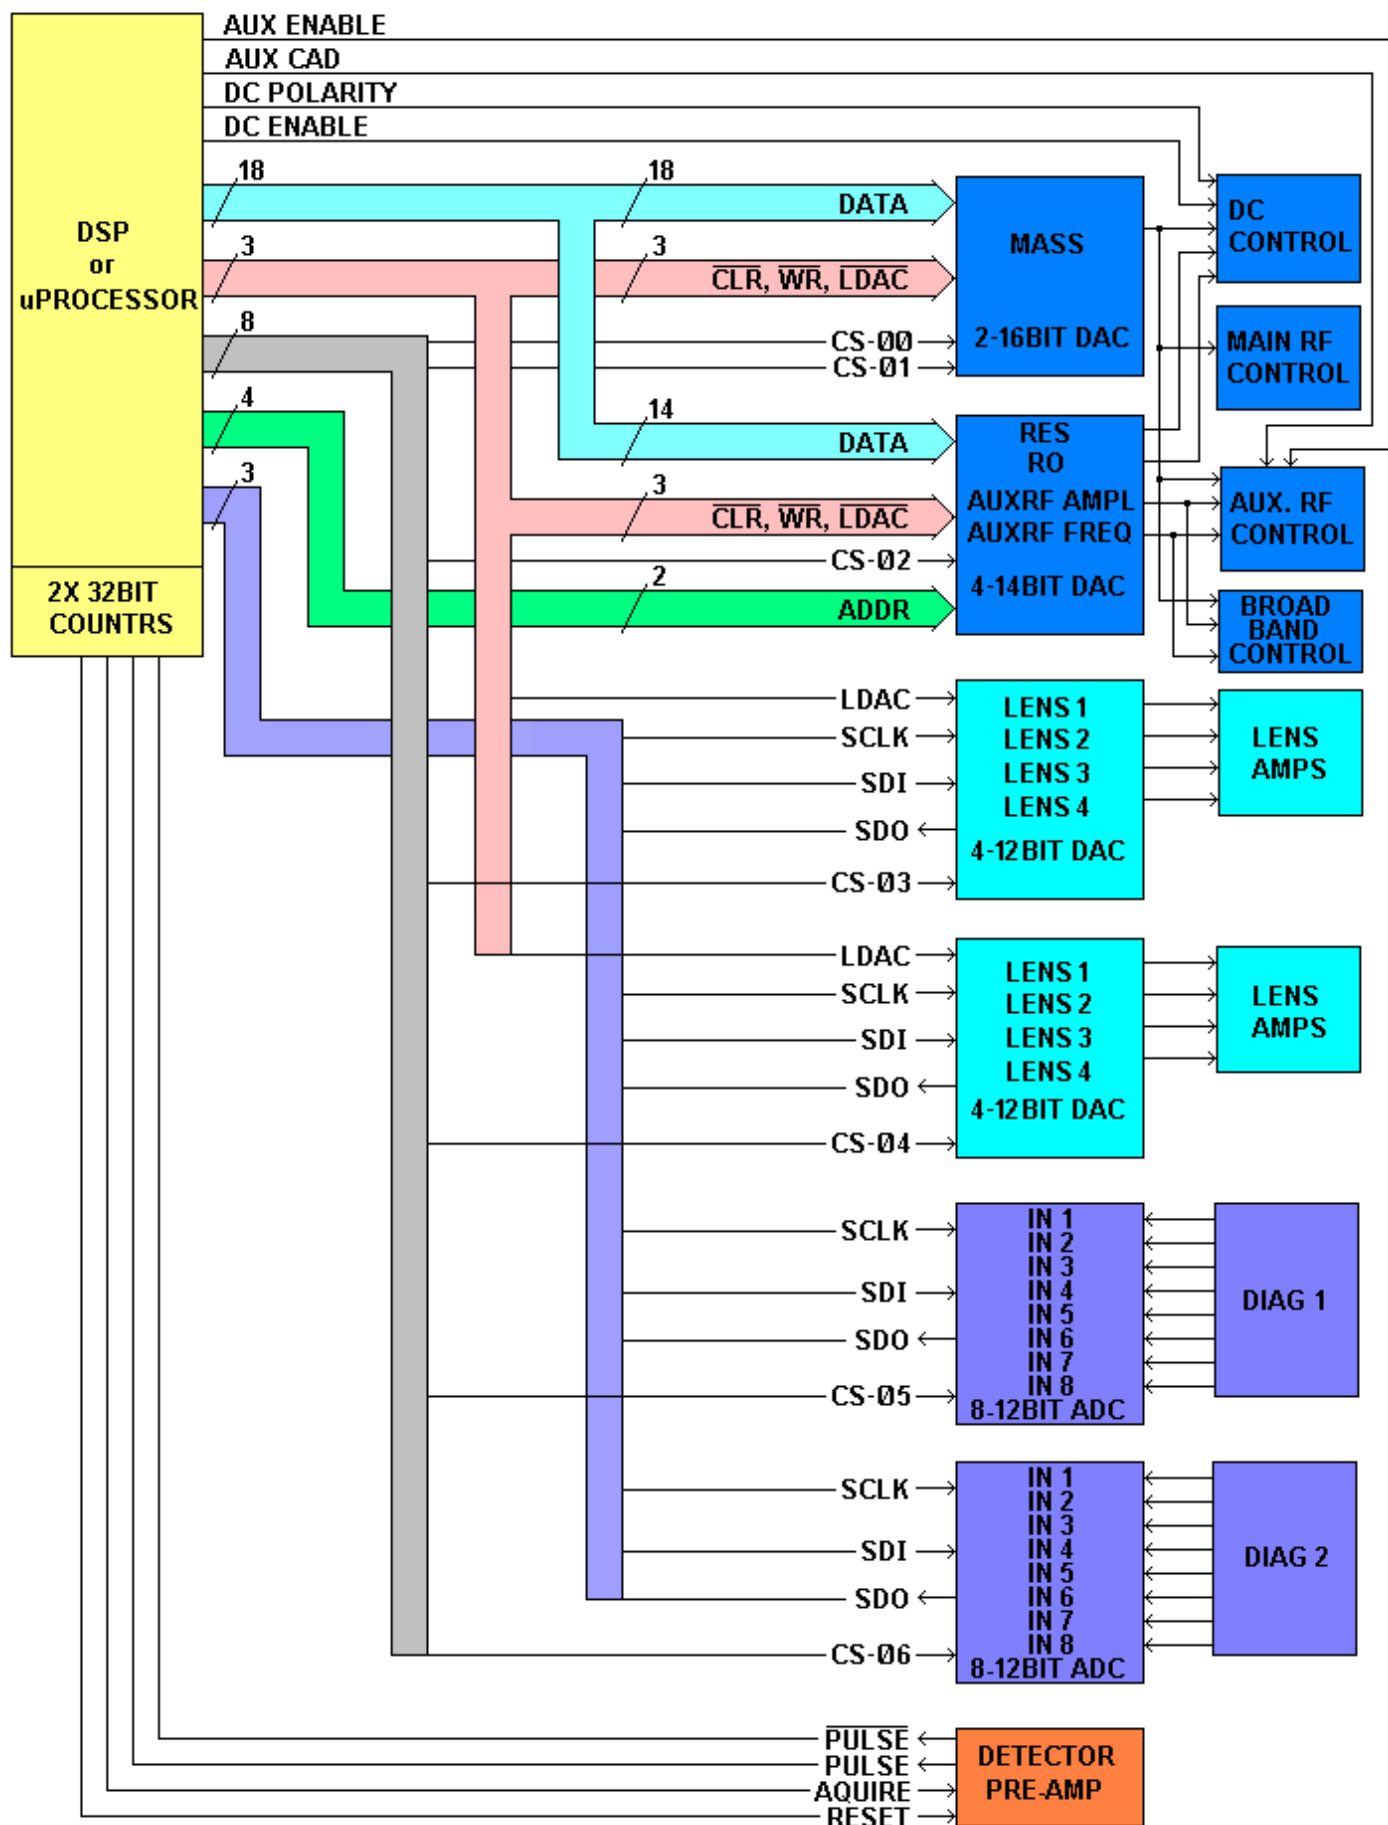 AUX ENABLE
AUX CAD
DC POLARITY
DC ENABLE
18
18
DATA
3
3
CLR, WR, LDAC
8
CS-00
CS-01
4
14
DATA
3
3
CLR, WR, LDAC
CS-02
2
ADDR
DSP
or
uPROCESSOR
2X 32BIT
COUNTRS
MASS
2-16BIT DAC
RES
RO
AUXRF AMPL
AUXRF FREQ
4-14BIT DAC
DC
CONTROL
MAIN RF
CONTROL
AUX. RF
CONTROL
BROAD
BAND
CONTROL
LDAC
SCLK
SDI
SDO
CS-03
LENS 1
LENS 2
LENS 3
LENS 4
4-12BIT DAC
LENS
AMPS
LDAC
SCLK
SDI
SDO
CS-04
LENS 1
LENS 2
LENS 3
LENS 4
4-12BIT DAC
LENS
AMPS
SCLK
SDI
SDO
CS-05
IN 1
IN 2
IN 3
IN 4
IN 5
IN 6
IN 7
IN 8
8-12BIT ADC
DIAG 1
SCLK
SDI
SDO
CS-06
IN 1
IN 2
IN 3
IN 4
IN 5
IN 6
IN 7
IN 8
8-12BIT ADC
DIAG 2
PULSE
PULSE
AQUIRE
RESET
DETECTOR
PRE-AMP